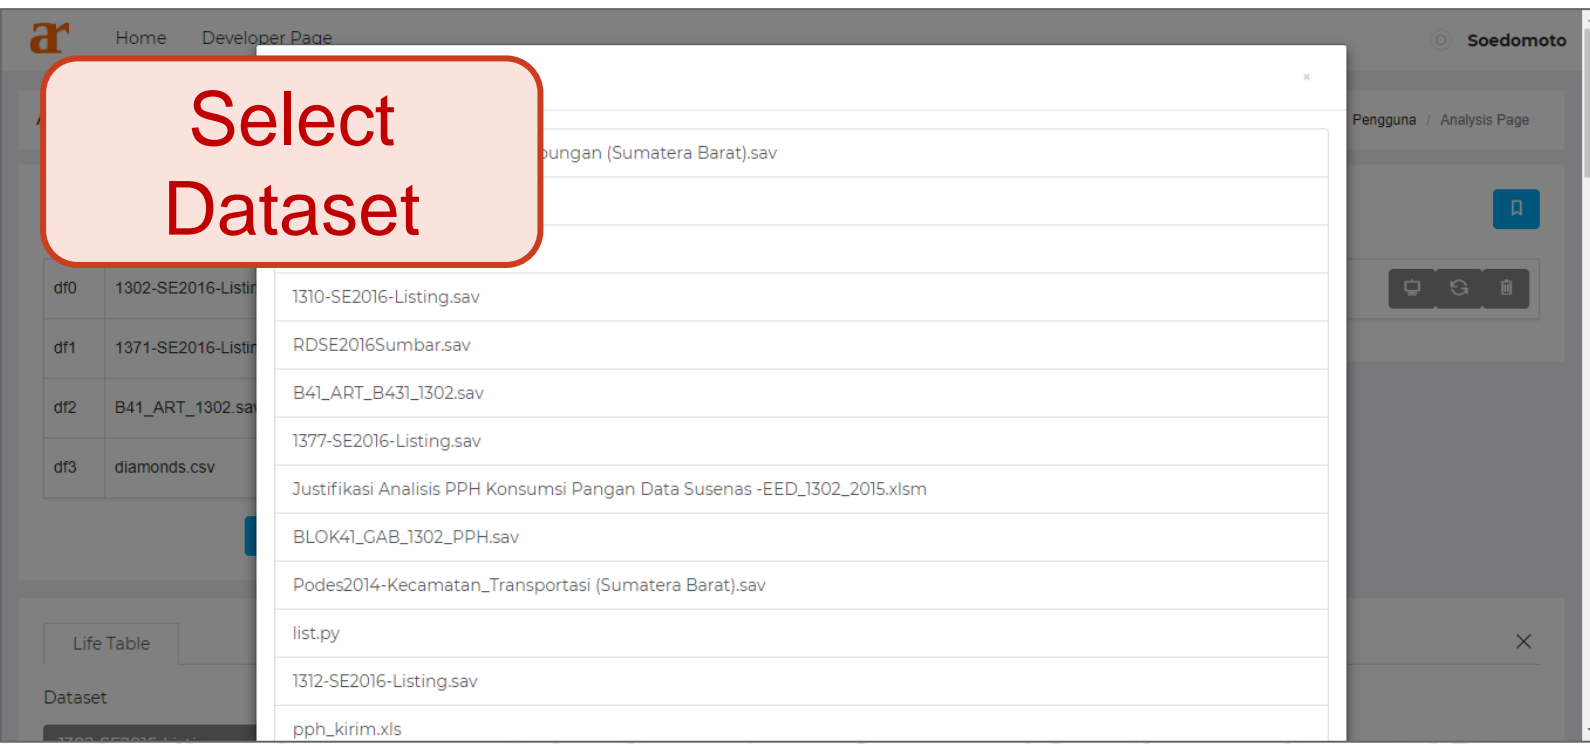 ar
Home Developer Page
Soedomoto
×
Select
Dataset
Pengguna / Analysis Page
(Sumatera Barat).sav
df0 1302-SE2016-Listin
df1 1371-SE2016-Listin
df2 B41_ART_1302.sav
df3 diamonds.csv
1310-SE2016-Listing.sav
RDSE2016Sumbar.sav
B41_ART_B431_1302.sav
1377-SE2016-Listing.sav
Justifikasi Analisis PPH Konsumsi Pangan Data Susenas -EED_1302_2015.xlsm
BLOK41_GAB_1302_PPH.sav
Podes2014-Kecamatan_Transportasi (Sumatera Barat).sav
list.py
1312-SE2016-Listing.sav
pph_kirim.xls
Life Table
Dataset